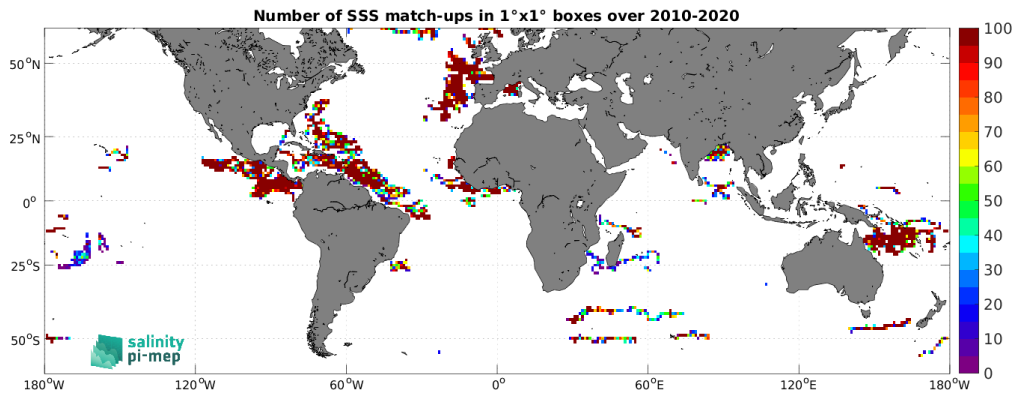 Number of SSS match-ups in 1°x1° boxes over 2010-2020
50°N
25°N
0°
25°S
50°S
180°W
120°W
60°W
0°
60°E
120°E
180°W
100
90
80
70
60
50
40
30
20
10
0
salinity
pi-mep